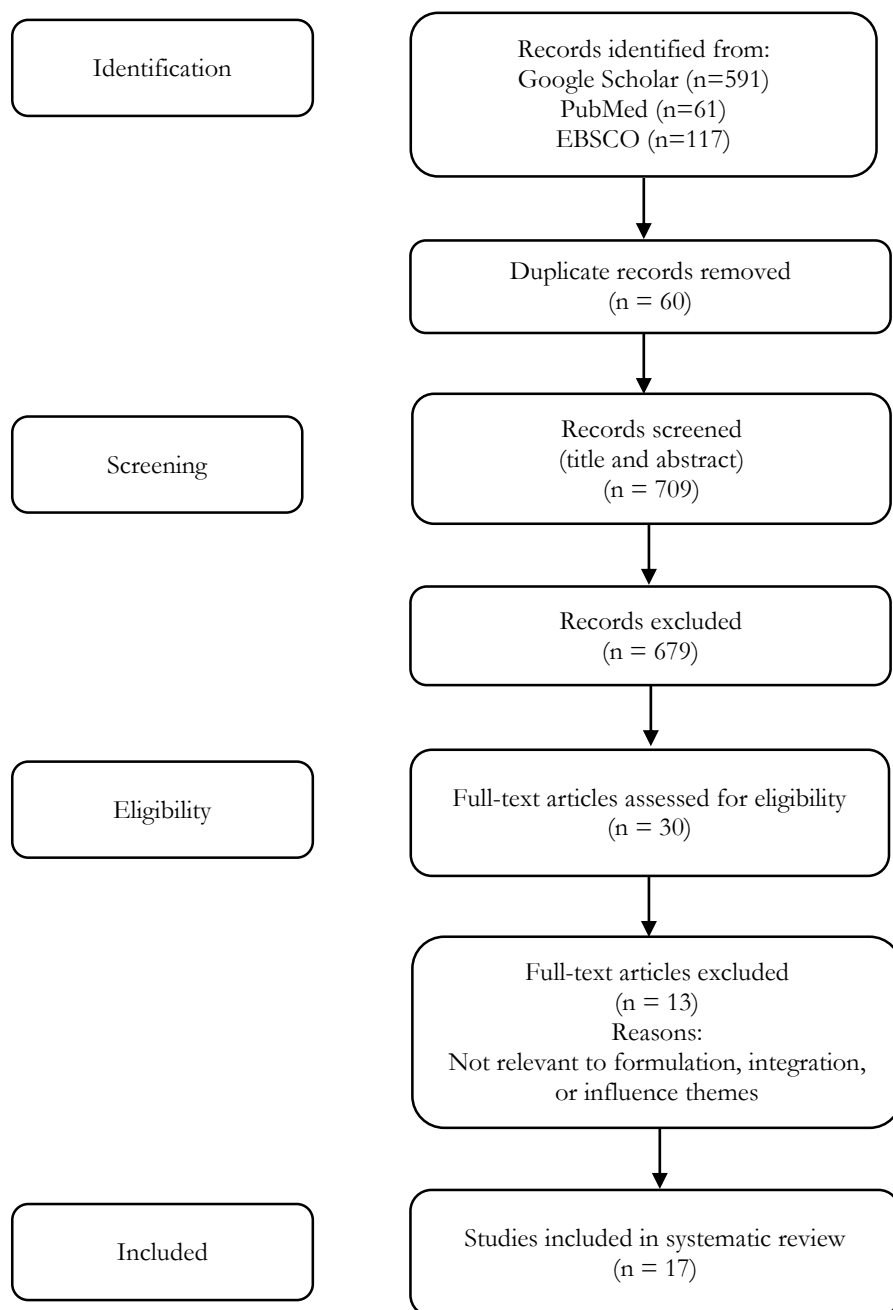 Identification
Records identified from:
Google Scholar (n=591)
PubMed (n=61)
EBSCO (n=117)
Duplicate records removed
(n = 60)
Screening
Records screened
(title and abstract)
(n = 709)
Records excluded
(n = 679)
Eligibility
Full-text articles assessed for eligibility
(n = 30)
Full-text articles excluded
(n = 13)
Reasons:
Not relevant to formulation, integration,
or influence themes
Included
Studies included in systematic review
(n = 17)